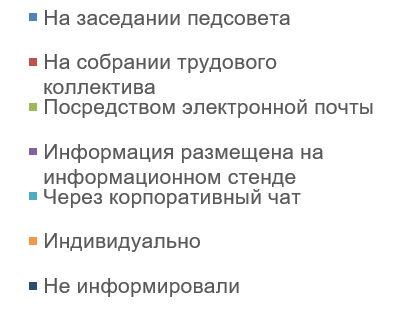 На заседании педсовета
На собрании трудового
коллектива
Посредством электронной почты
Информация размещена на
информационном стенде
Через корпоративный чат
Индивидуально
Не информировали